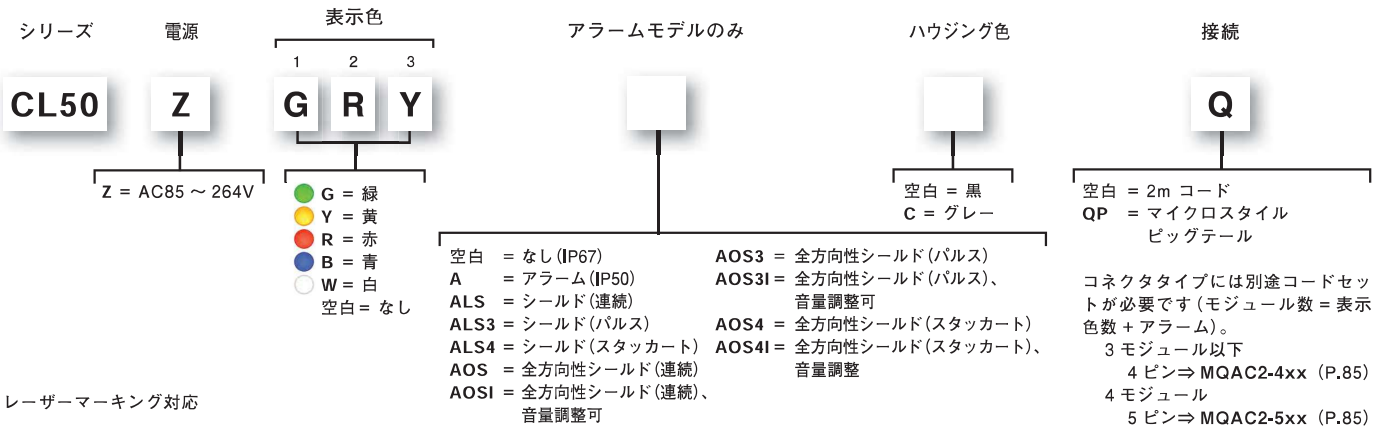 シリーズ
電源
表示色
アラームモデルのみ
ハウジング色
接続
1 2 3
CL50
Z
G R Y
Q
Z = AC85 ～ 264V
G = 緑
Y = 黄
R = 赤
B = 青
W = 白
空白 = なし
空白 = なし(IP67)
A = アラーム(IP50)
ALS = シールド(連続)
ALS3 = シールド(パルス)
ALS4 = シールド(スタッカート)
AOS = 全方向性シールド(連続)
AOSI = 全方向性シールド(連続)、
音量調整可
AOS3 = 全方向性シールド(パルス)
AOS3I = 全方向性シールド(パルス)、
音量調整可
AOS4 = 全方向性シールド(スタッカート)
AOS4I = 全方向性シールド(スタッカート)、
音量調整
空白 = 黒
C = グレー
空白 = 2m コード
QP = マイクロスタイル
ピッグテール
コネクタタイプには別途コードセッ
トが必要です(モジュール数 = 表示
色数 + アラーム)。
3 モジュール以下
4 ピン⇒ MQAC2-4xx (P.85)
4 モジュール
5 ピン⇒ MQAC2-5xx (P.85)
レーザーマーキング対応